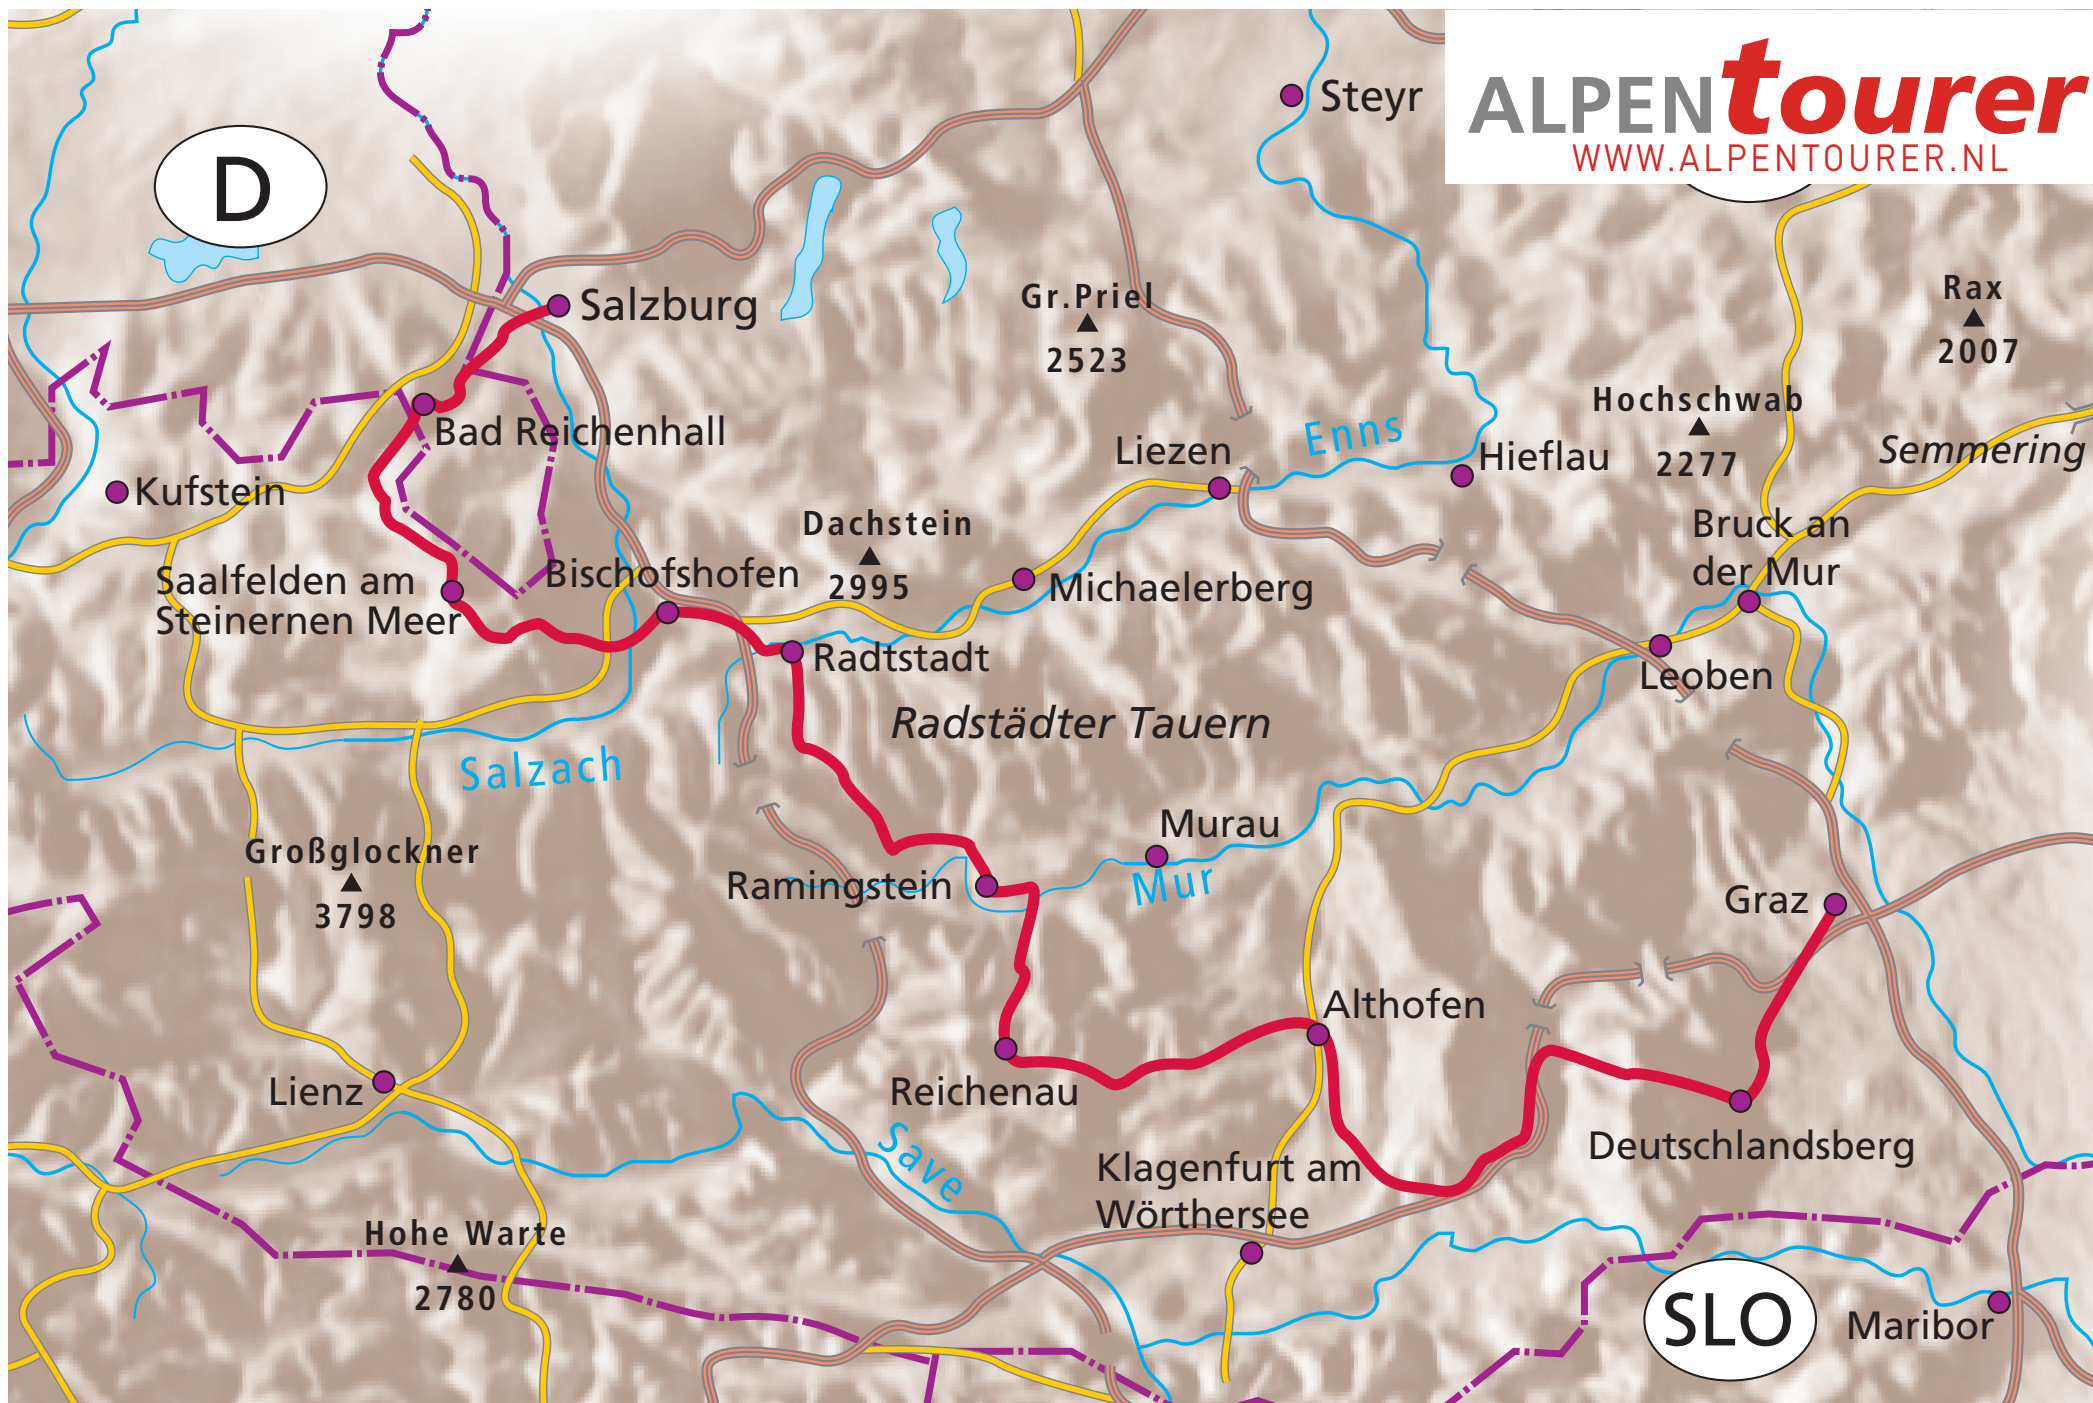 ALPENtourer
WWW.ALPENTOURER.NL
Steyr
D
Salzburg
Gr.Priel
2523
Rax
2007
Hochschwab
2277
Semmering
Bad Reichenhall
Kufstein
Liezen
Enns
Hieflau
Dachstein
2995
Bruck an
der Mur
Saalfelden am
Steinernen Meer
Bischofshofen
Michaelerberg
Radtstadt
Leoben
Radstädter Tauern
Salzach
Großglockner
3798
Murau
Mur
Ramingstein
Graz
Althofen
Lienz
Reichenau
Save
Deutschlandsberg
Klagenfurt am
Wörthersee
Hohe Warte
2780
SLO
Maribor